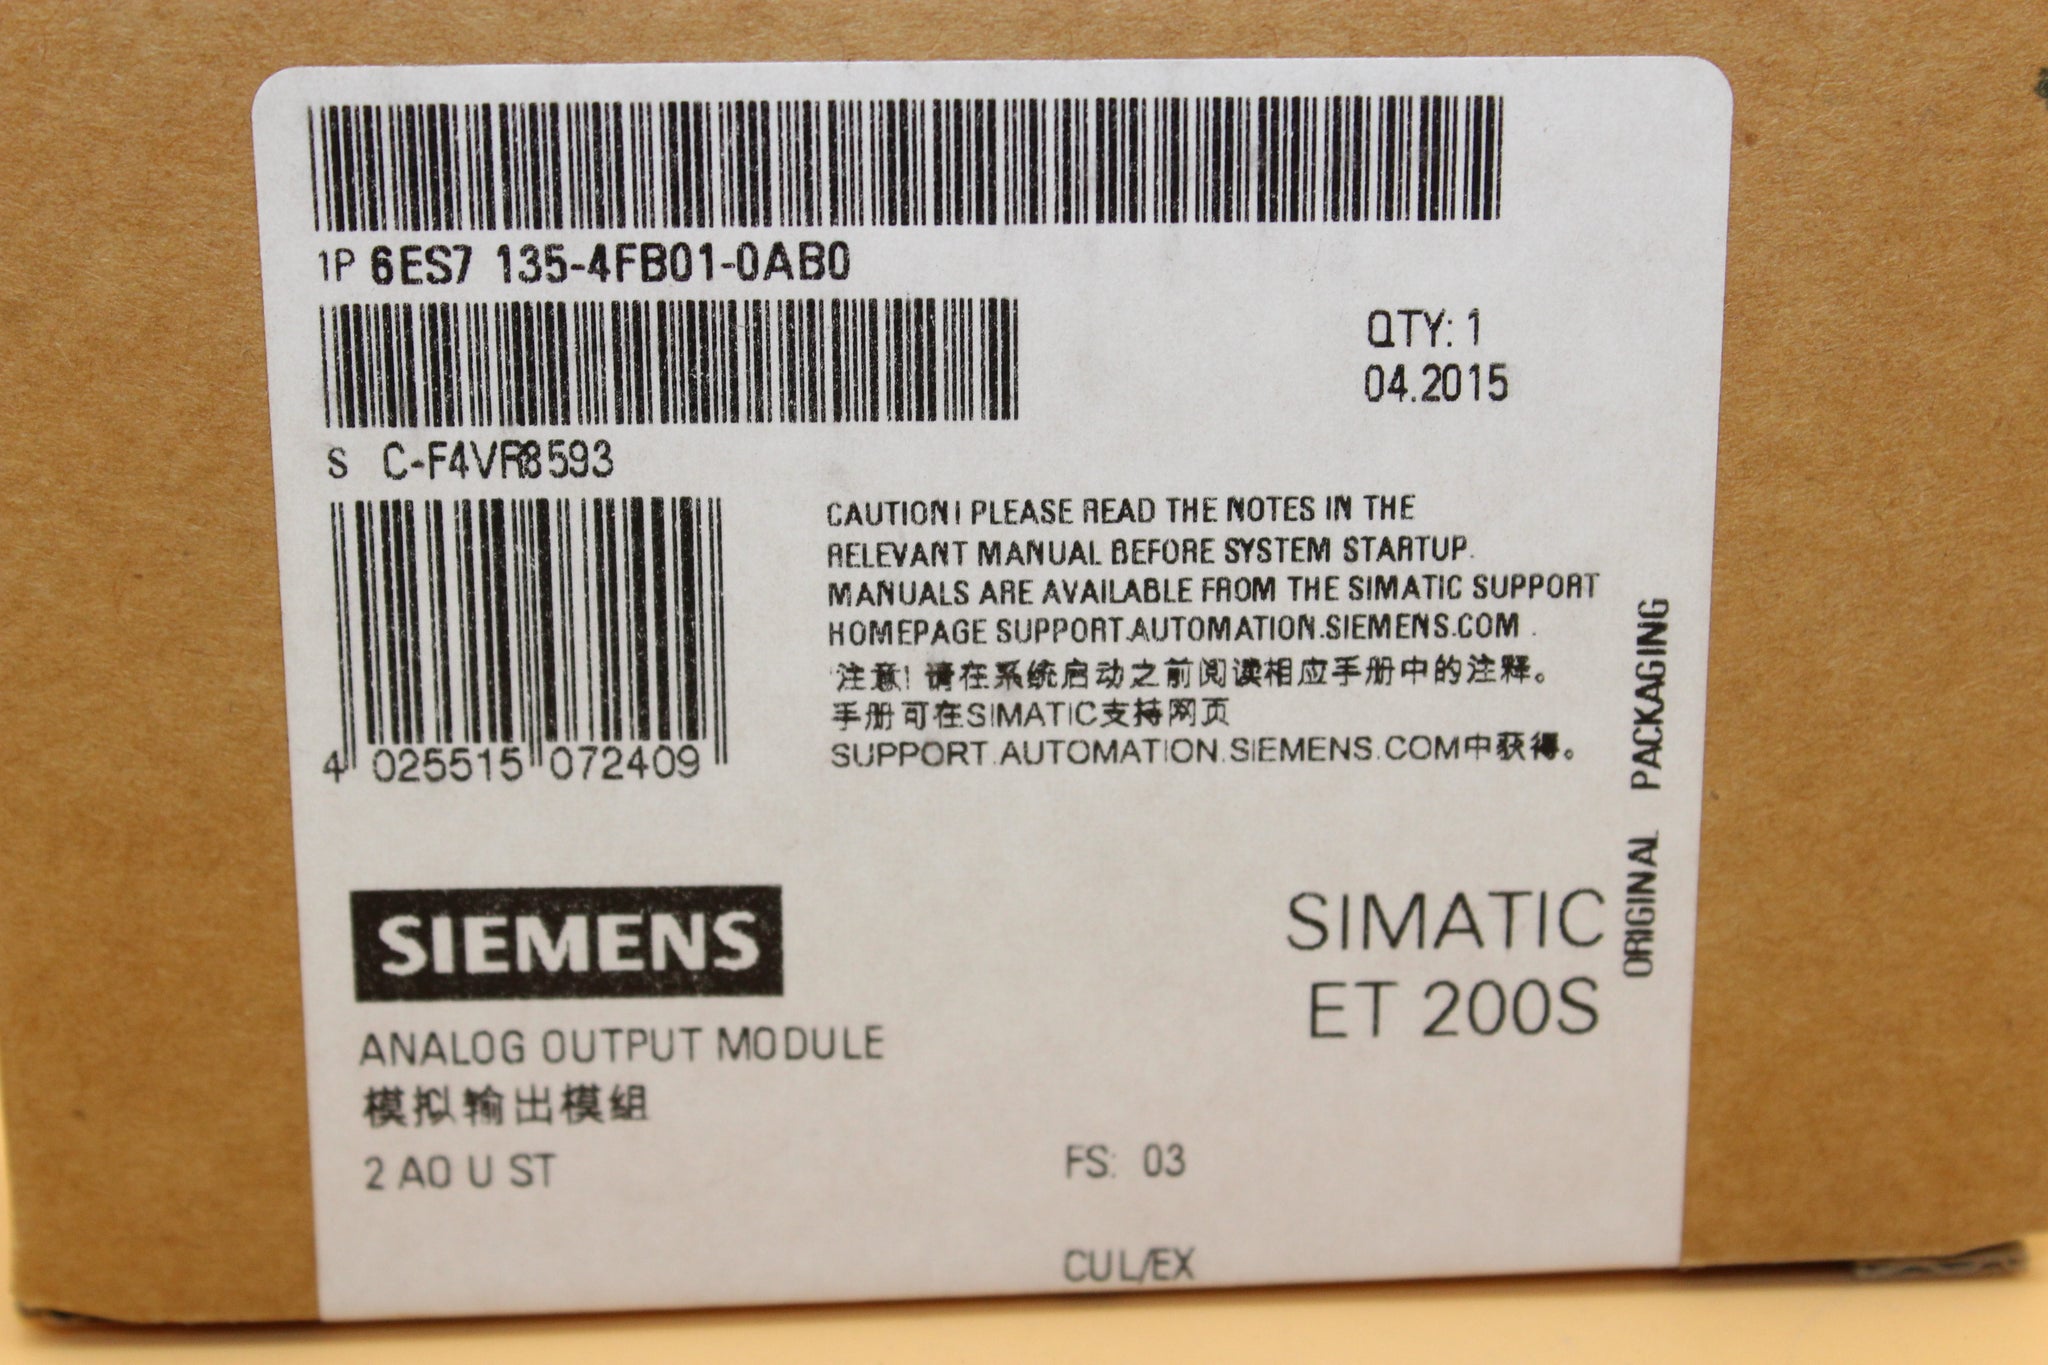 1P 6ES7 135-4FB01-0AB0
QTY: 1
04.2015
S C-F4VR8593
CAUTION! PLEASE READ THE NOTES IN THE
RELEVANT MANUAL BEFORE SYSTEM STARTUP.
MANUALS ARE AVAILABLE FROM THE SIMATIC SUPPORT
HOMEPAGE SUPPORT.AUTOMATION.SIEMENS.COM .
注意! 请在系统启动之前阅读相应手册中的注释。
手册可在SIMATIC支持网页
SUPPORT.AUTOMATION.SIEMENS.COM中获得。
4 025515 072409
ORIGINAL PACKAGING
SIEMENS
SIMATIC
ET 200S
ANALOG OUTPUT MODULE
模拟输出模组
2 AO U ST
FS: 03
CUL/EX